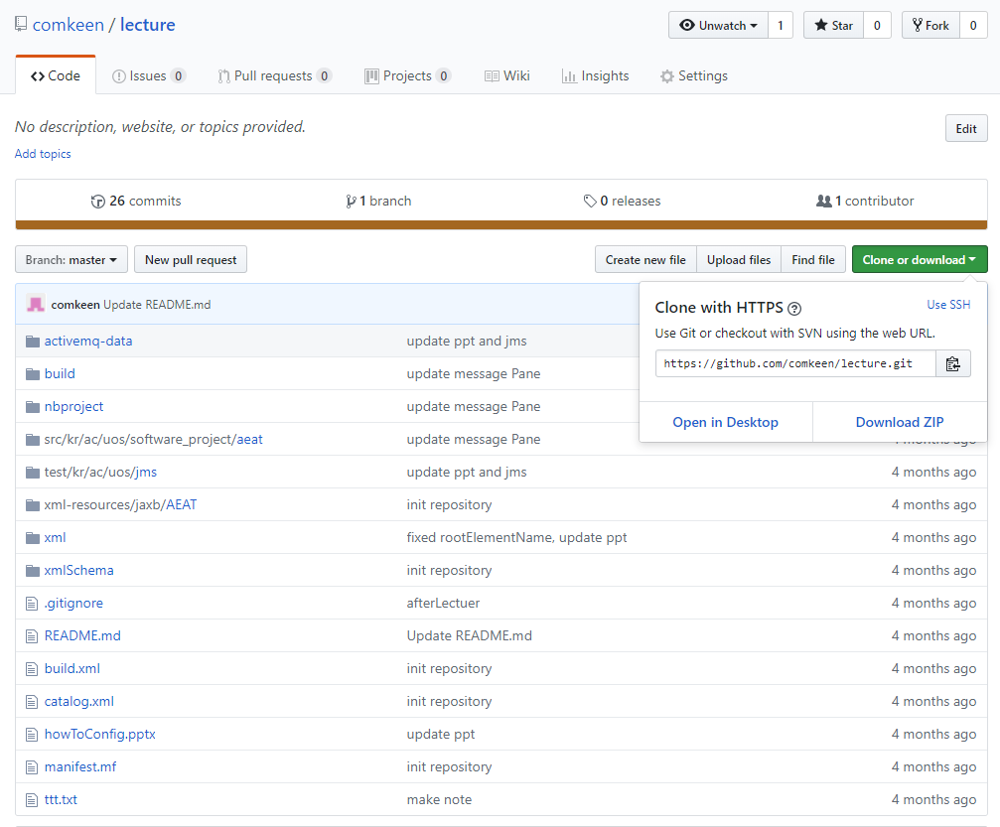 comkeen / lecture Unwatch 1 Star 0 Fork 0
Code Issues 0 Pull requests 0 Projects 0 Wiki Insights Settings
No description, website, or topics provided. Edit
Add topics
26 commits 1 branch 0 releases 1 contributor
Branch: master New pull request Create new file Upload files Find file Clone or download
comkeen Update README.md
Clone with HTTPS ? Use SSH
Use Git or checkout with SVN using the web URL.
https://github.com/comkeen/lecture.git
Open in Desktop Download ZIP
activemq-data update ppt and jms
build update message Pane
nbproject update message Pane
src/kr/ac/uos/software_project/aeat update message Pane 4 months ago
test/kr/ac/uos/jms update ppt and jms 4 months ago
xml-resources/jaxb/AEAT init repository 4 months ago
xml fixed rootElementName, update ppt 4 months ago
xmlSchema init repository 4 months ago
.gitignore afterLectuer 4 months ago
README.md Update README.md 4 months ago
build.xml init repository 4 months ago
catalog.xml init repository 4 months ago
howToConfig.pptx update ppt 4 months ago
manifest.mf init repository 4 months ago
ttt.txt make note 4 months ago